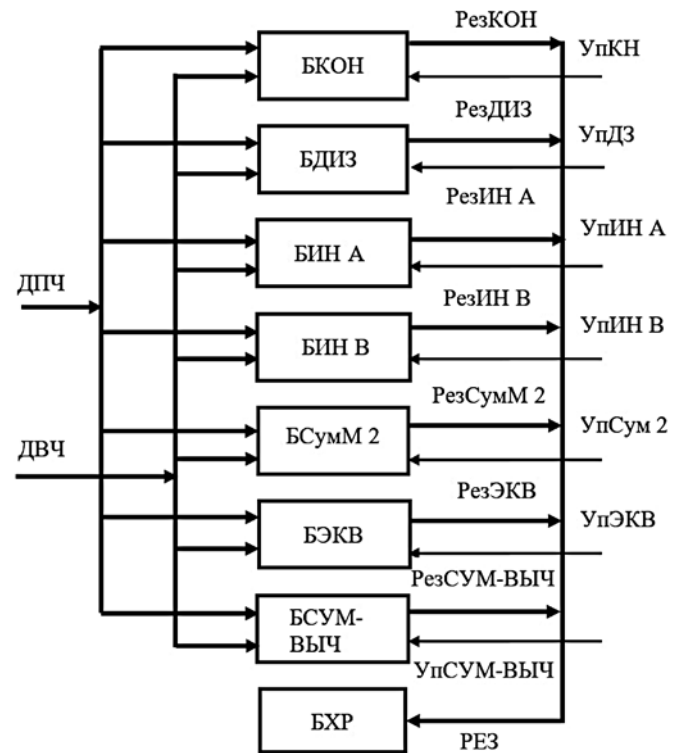 РезКОН
УпКН
БКОН
РезДИЗ
УпДЗ
БДИЗ
РезИН А
УпИН А
БИН А
ДПЧ
РезИН В
УпИН В
БИН В
РезСумМ 2
УпСум 2
БСумМ 2
ДВЧ
РезЭКВ
УпЭКВ
БЭКВ
РезСУМ-ВЫЧ
БСУМ-
ВЫЧ
УпСУМ-ВЫЧ
БХР
РЕЗ